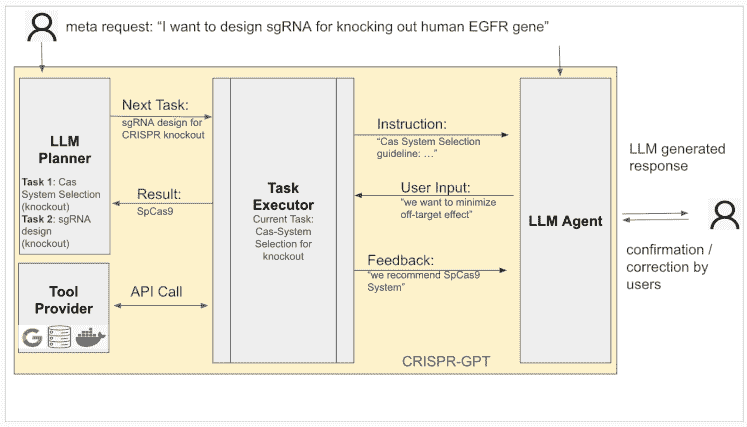 meta request: “I want to design sgRNA for knocking out human EGFR gene”
LLM
Planner
Task 1: Cas
System Selection
(knockout)
Task 2: sgRNA
design
(knockout)
Next Task:
sgRNA design for
CRISPR knockout
Result:
SpCas9
Tool
Provider
API Call
Task
Executor
Current Task:
Cas-System
Selection for
knockout
Instruction:
“Cas System Selection
guideline: …”
User Input:
“we want to minimize
off-target effect”
Feedback:
“we recommend SpCas9
System”
LLM Agent
CRISPR-GPT
LLM generated
response
confirmation /
correction by
users